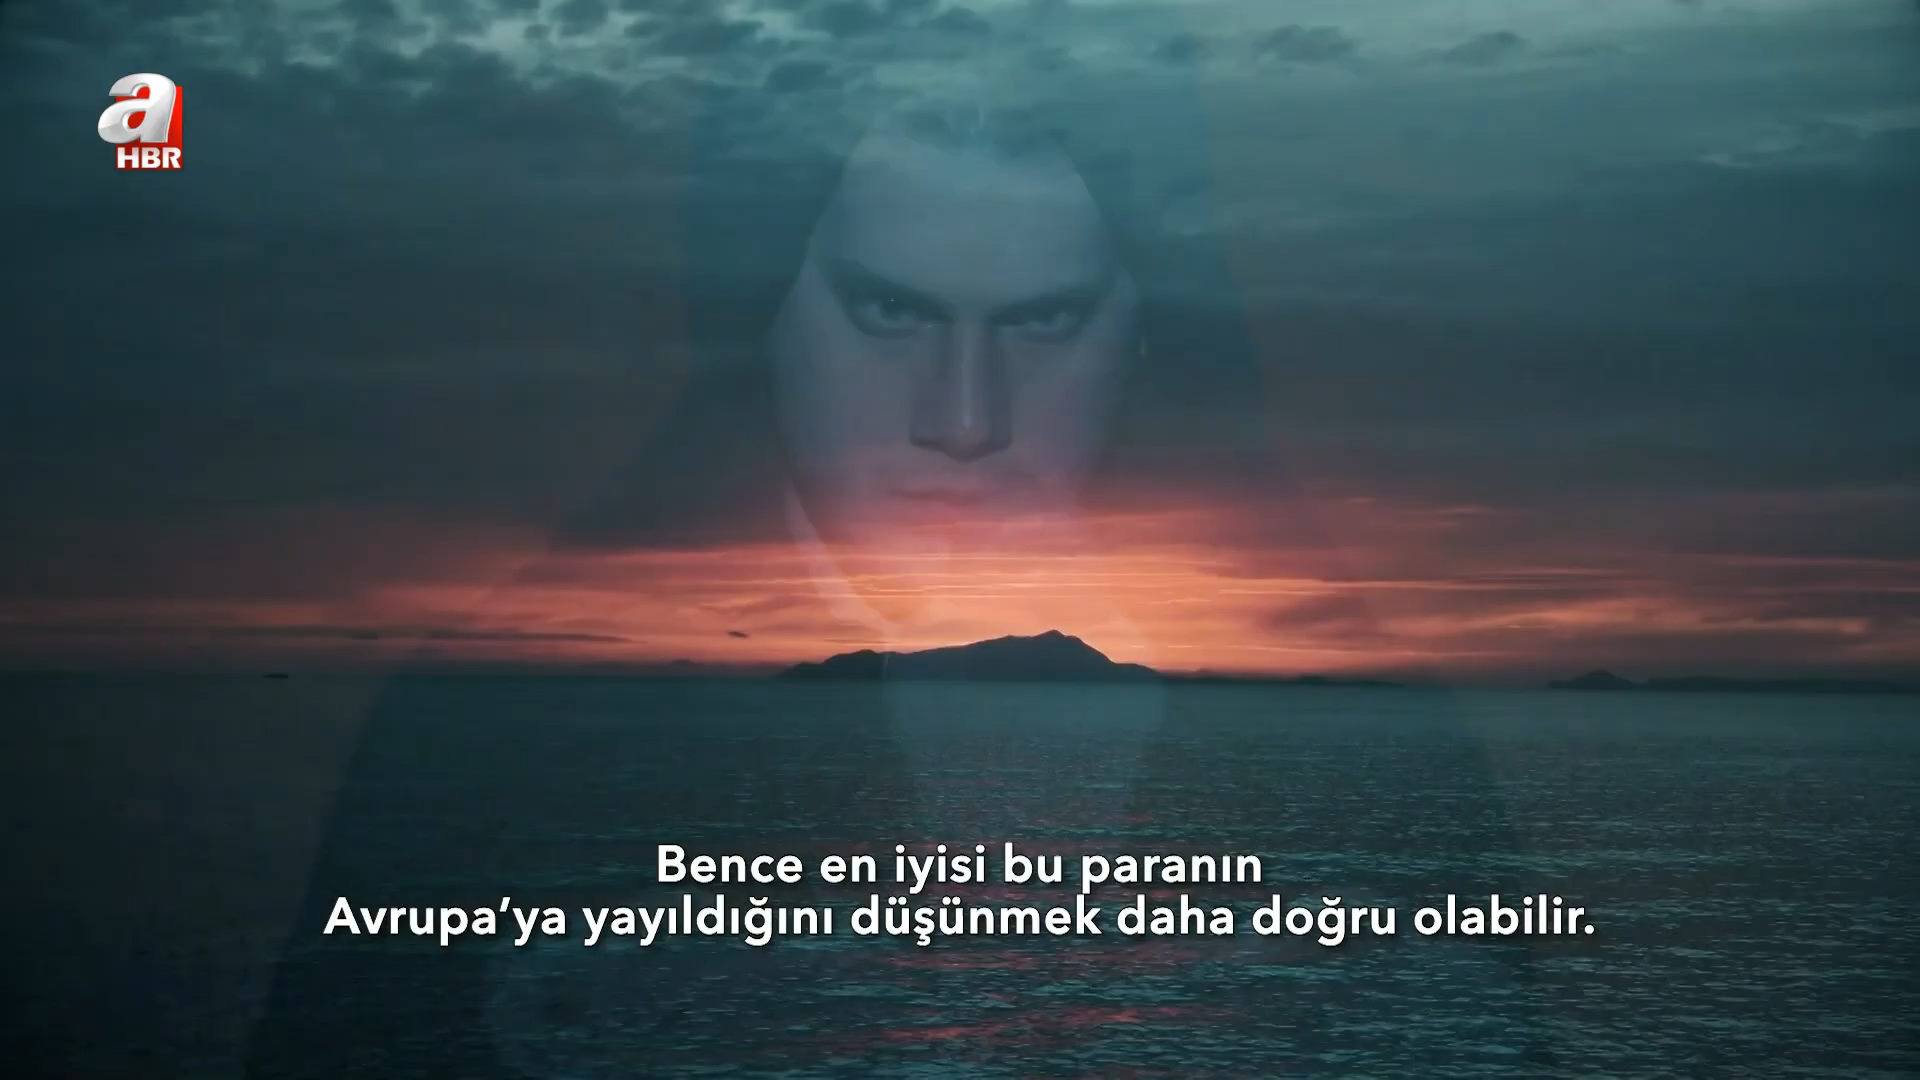 a
HBR
Bence en iyisi bu paranın
Avrupa’ya yayıldığını düşünmek daha doğru olabilir.